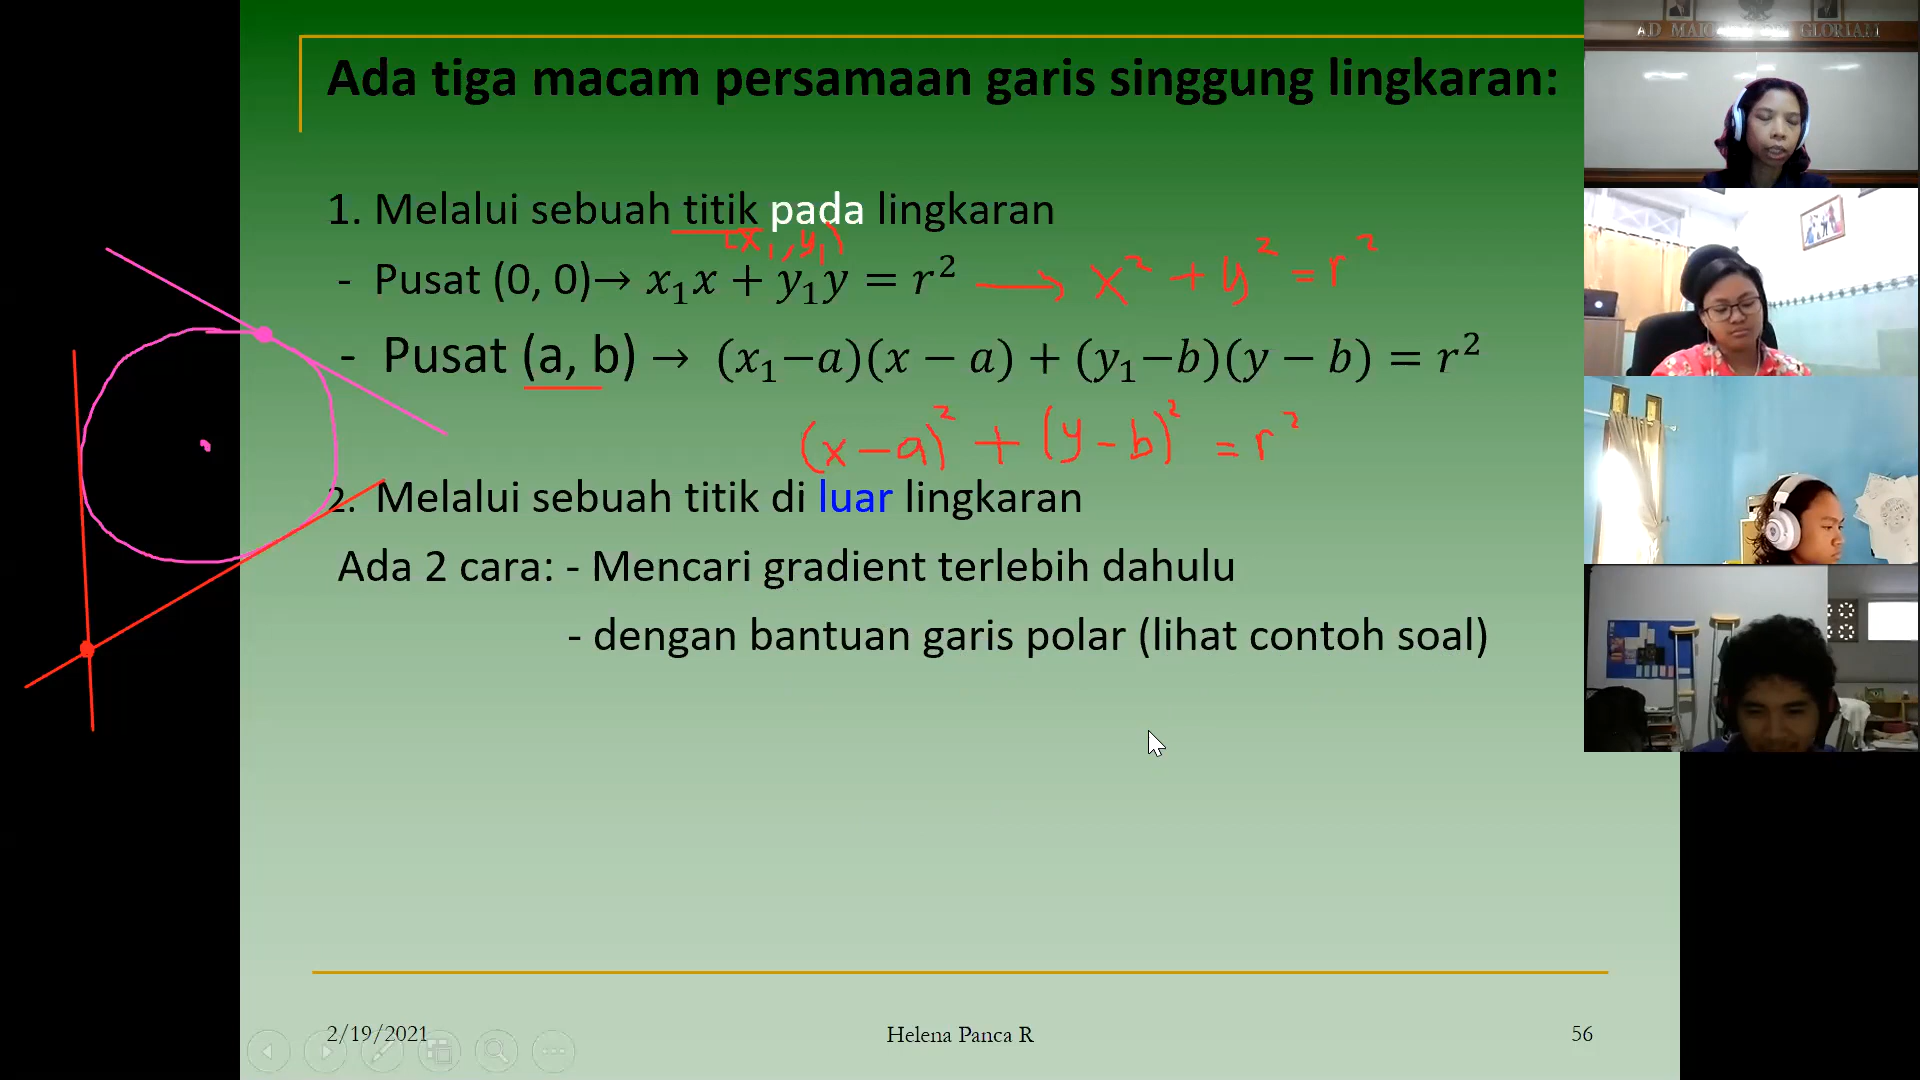 Ada tiga macam persamaan garis singgung lingkaran:
1. Melalui sebuah titik pada lingkaran
(x₁, y₁)
- Pusat (0, 0)→ x₁x + y₁y = r² → x² + y² = r²
- Pusat (a, b) → (x₁−a)(x − a) + (y₁−b)(y − b) = r²
(x − a)² + (y − b)² = r²
2. Melalui sebuah titik di luar lingkaran
Ada 2 cara: - Mencari gradient terlebih dahulu
- dengan bantuan garis polar (lihat contoh soal)
2/19/2021
Helena Panca R
56
AD
GLORIAM